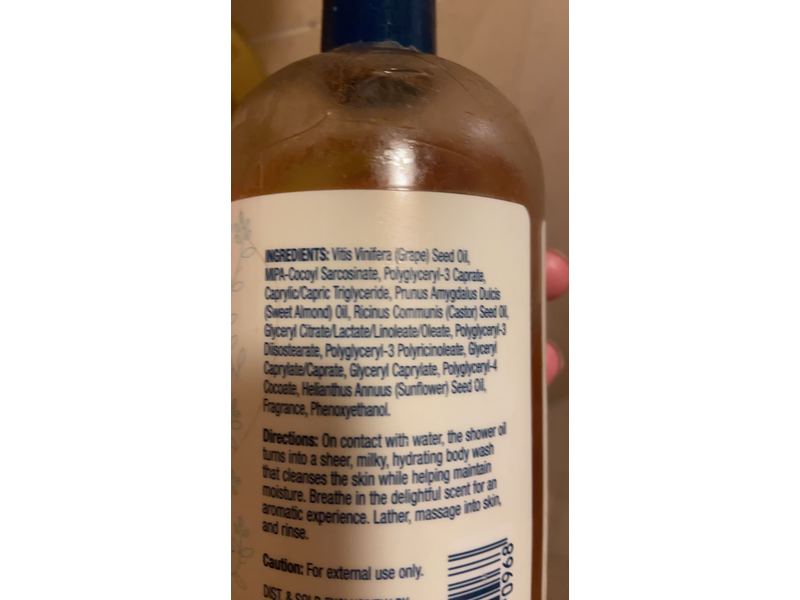 INGREDIENTS: Vitis Vinifera (Grape) Seed Oil,
MIPA-Cocoyl Sarcosinate, Polyglyceryl-3 Caprate,
Caprylic/Capric Triglyceride, Prunus Amygdalus Dulcis
(Sweet Almond) Oil, Ricinus Communis (Castor) Seed Oil,
Glyceryl Citrate/Lactate/Linoleate/Oleate, Polyglyceryl-3
Diisostearate, Polyglyceryl-3 Polyricinoleate, Glyceryl
Caprylate/Caprate, Glyceryl Caprylate, Polyglyceryl-4
Cocoate, Helianthus Annuus (Sunflower) Seed Oil,
Fragrance, Phenoxyethanol.
Directions: On contact with water, the shower oil
turns into a sheer, milky, hydrating body wash
that cleanses the skin while helping maintain
moisture. Breathe in the delightful scent for an
aromatic experience. Lather, massage into skin,
and rinse.
Caution: For external use only.
DIST. & SOLD EXCLUSIVELY BY
0968